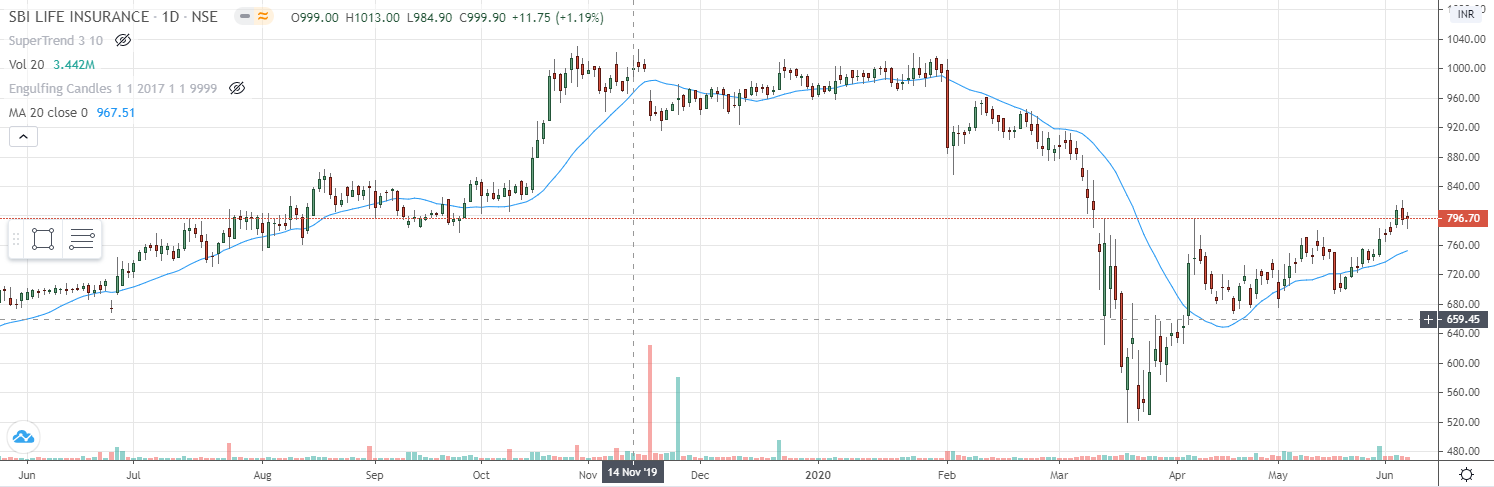 SBI LIFE INSURANCE · 1D · NSE O999.00 H1013.00 L984.90 C999.90 +11.75 (+1.19%)
SuperTrend 3 10
Vol 20 3.442M
Engulfing Candles 1 1 2017 1 1 9999
MA 20 close 0 967.51
INR
1040.00
1000.00
960.00
920.00
880.00
840.00
796.70
760.00
720.00
680.00
659.45
640.00
600.00
560.00
520.00
480.00
Jun Jul Aug Sep Oct Nov 14 Nov '19 Dec 2020 Feb Mar Apr May Jun